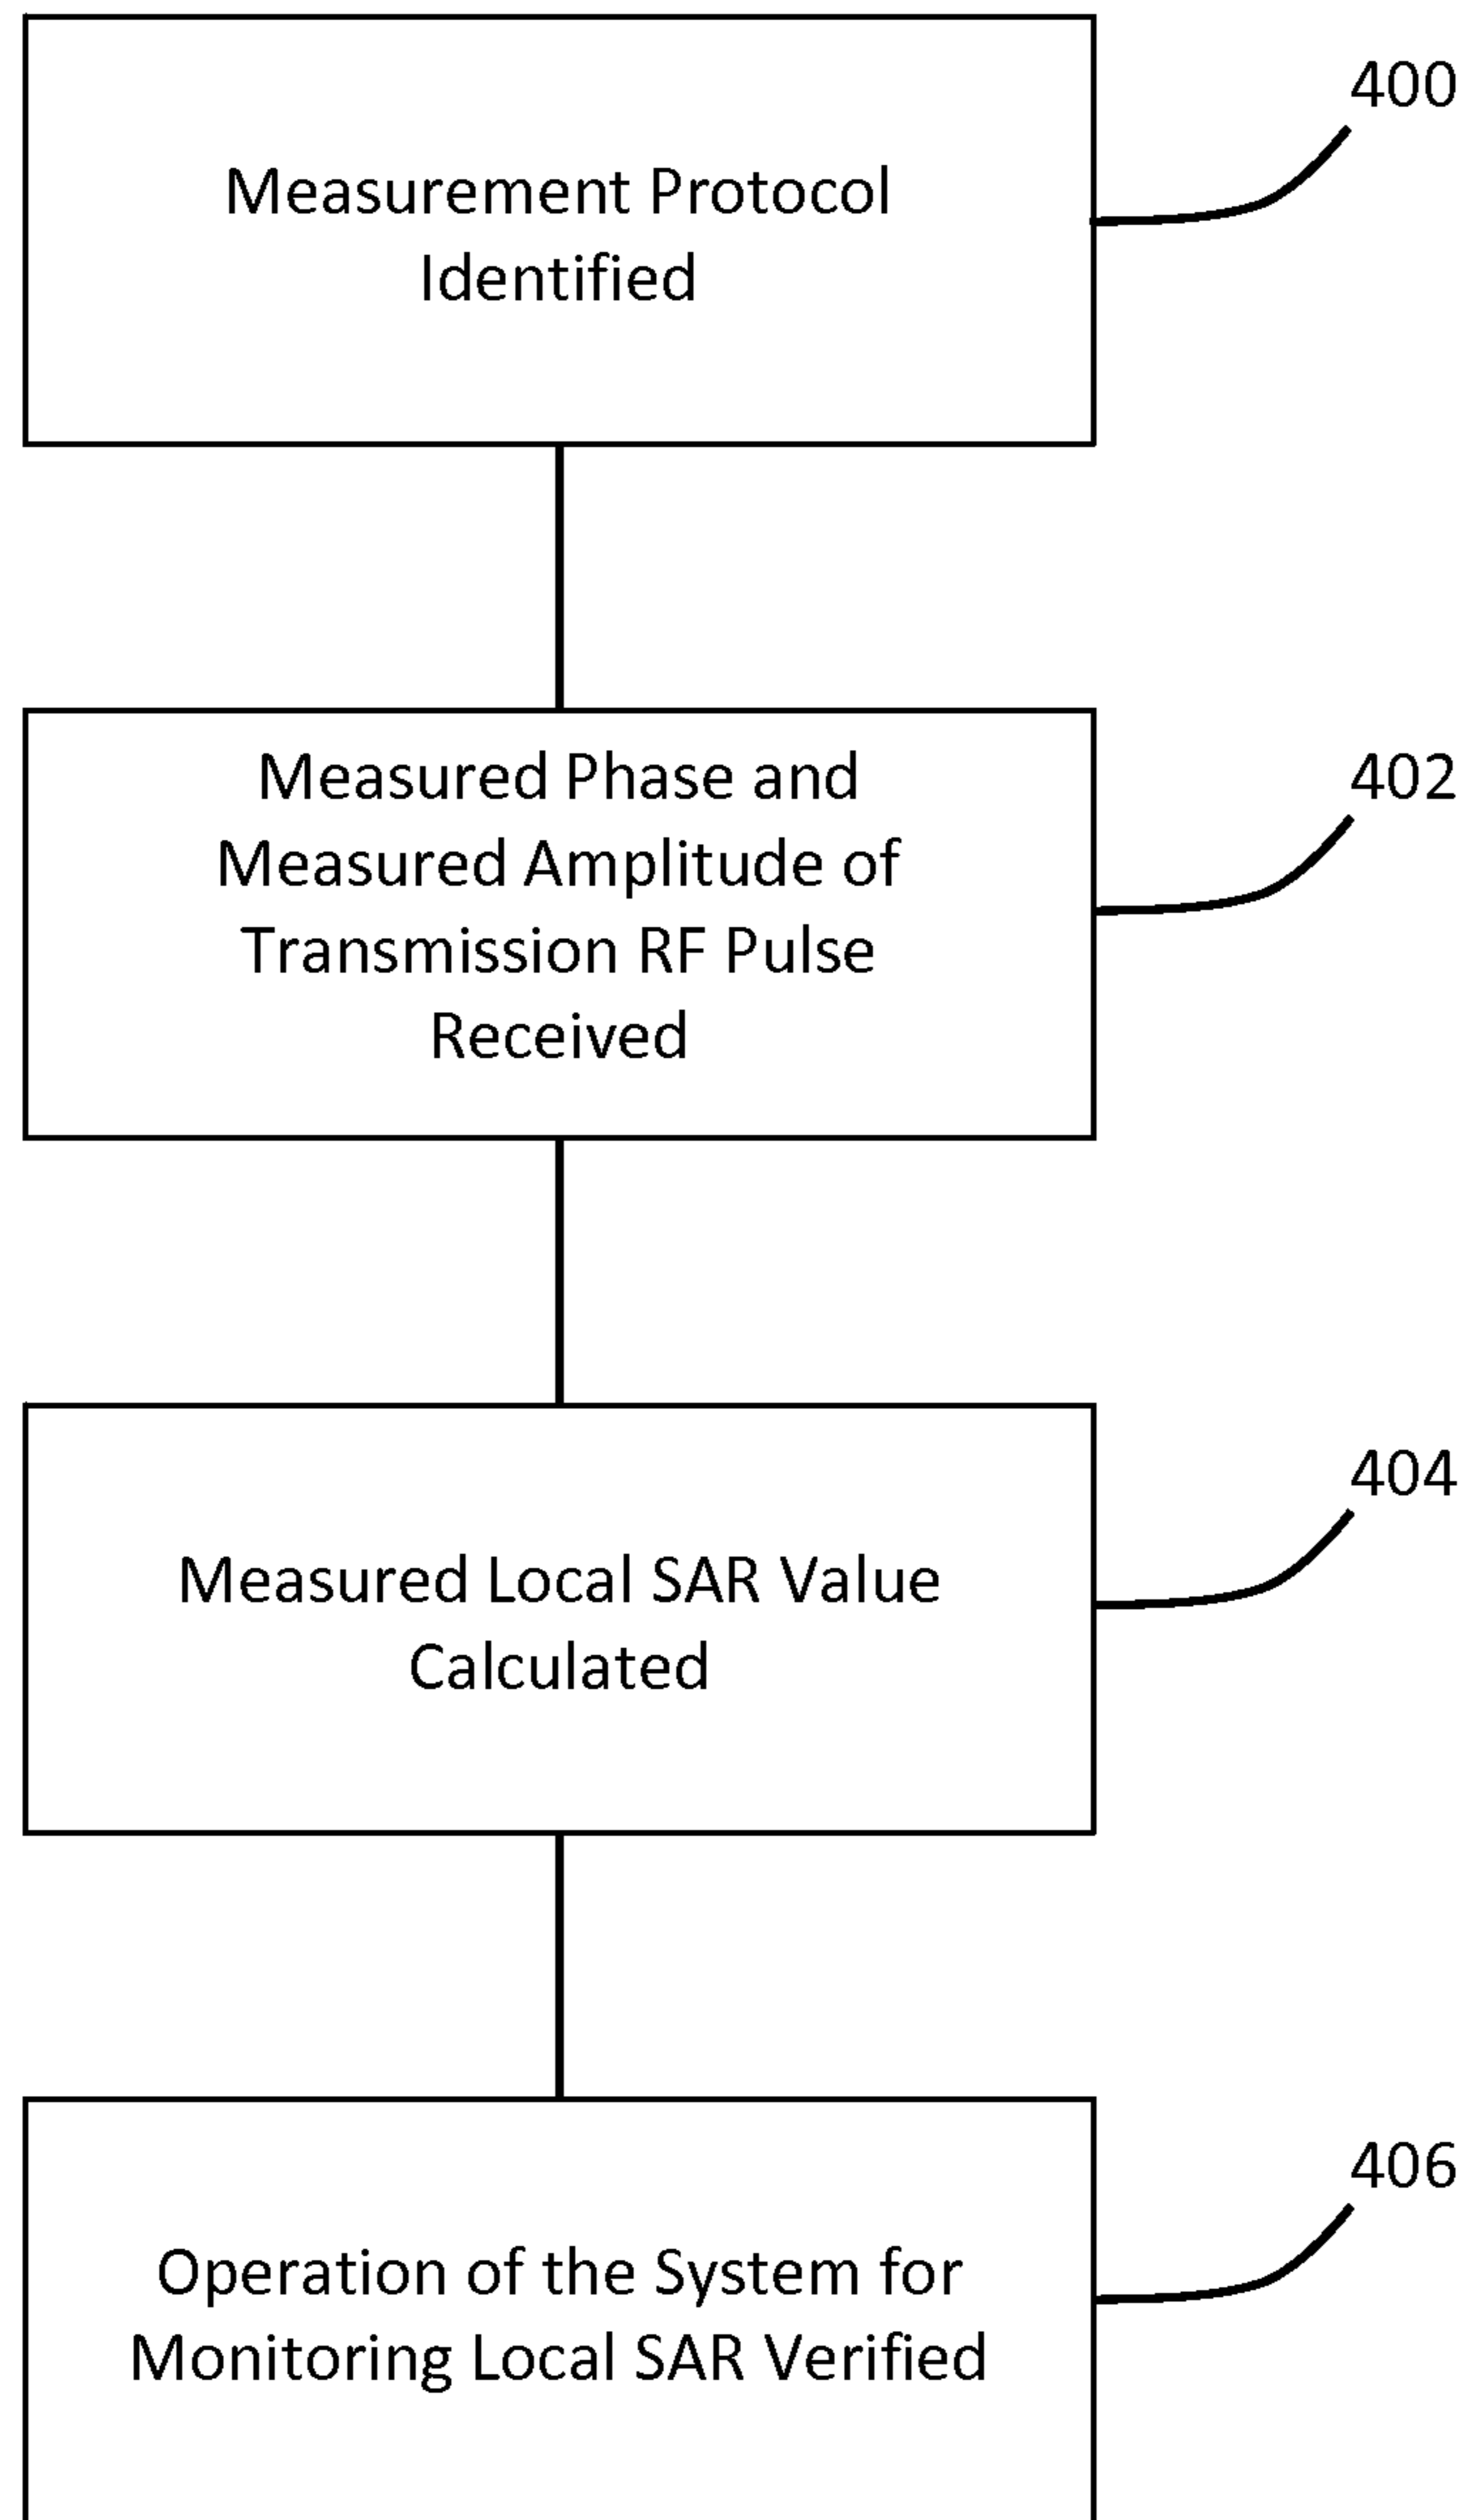 400
Measurement Protocol
Identified
402
Measured Phase and
Measured Amplitude of
Transmission RF Pulse
Received
404
Measured Local SAR Value
Calculated
406
Operation of the System for
Monitoring Local SAR Verified